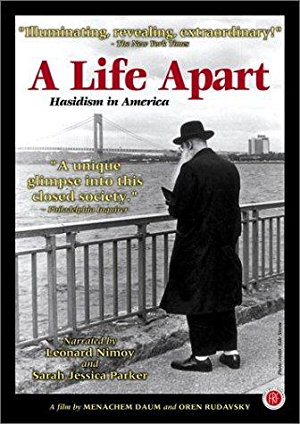 "Illuminating, revealing, extraordinary!"
- The New York Times
A Life Apart
Hasidism in America
"A unique
glimpse into this
closed society."
- Philadelphia Inquirer
Narrated by
Leonard Nimoy
and
Sarah Jessica Parker
A film by MENACHEM DAUM and OREN RUDAVSKY